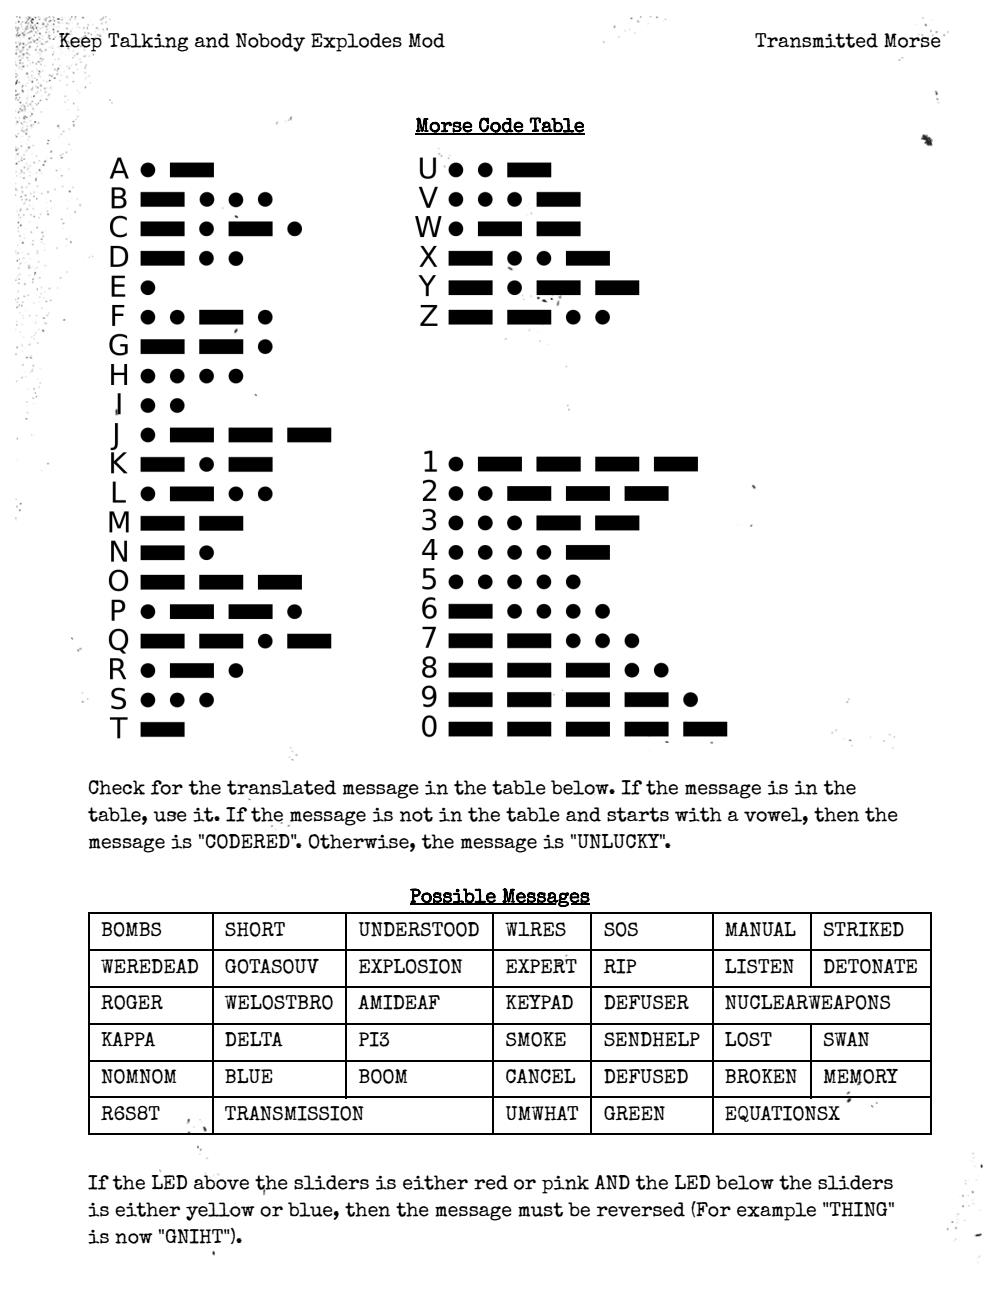 Keep Talking and Nobody Explodes Mod Transmitted Morse
Morse Code Table
A
B
C
D
E
F
G
H
I
J
K
L
M
N
O
P
Q
R
S
T
U
V
W
X
Y
Z
1
2
3
4
5
6
7
8
9
0
Check for the translated message in the table below. If the message is in the
table, use it. If the message is not in the table and starts with a vowel, then the
message is "CODERED". Otherwise, the message is "UNLUCKY".
Possible Messages
BOMBS SHORT UNDERSTOOD W1RES SOS MANUAL STRIKED
WEREDEAD GOTASOUV EXPLOSION EXPERT RIP LISTEN DETONATE
ROGER WELOSTBRO AMIDEAF KEYPAD DEFUSER NUCLEARWEAPONS
KAPPA DELTA PI3 SMOKE SENDHELP LOST SWAN
NOMNOM BLUE BOOM CANCEL DEFUSED BROKEN MEMORY
R6S8T TRANSMISSION UMWHAT GREEN EQUATIONSX
If the LED above the sliders is either red or pink AND the LED below the sliders
is either yellow or blue, then the message must be reversed (For example "THING"
is now "GNIHT").